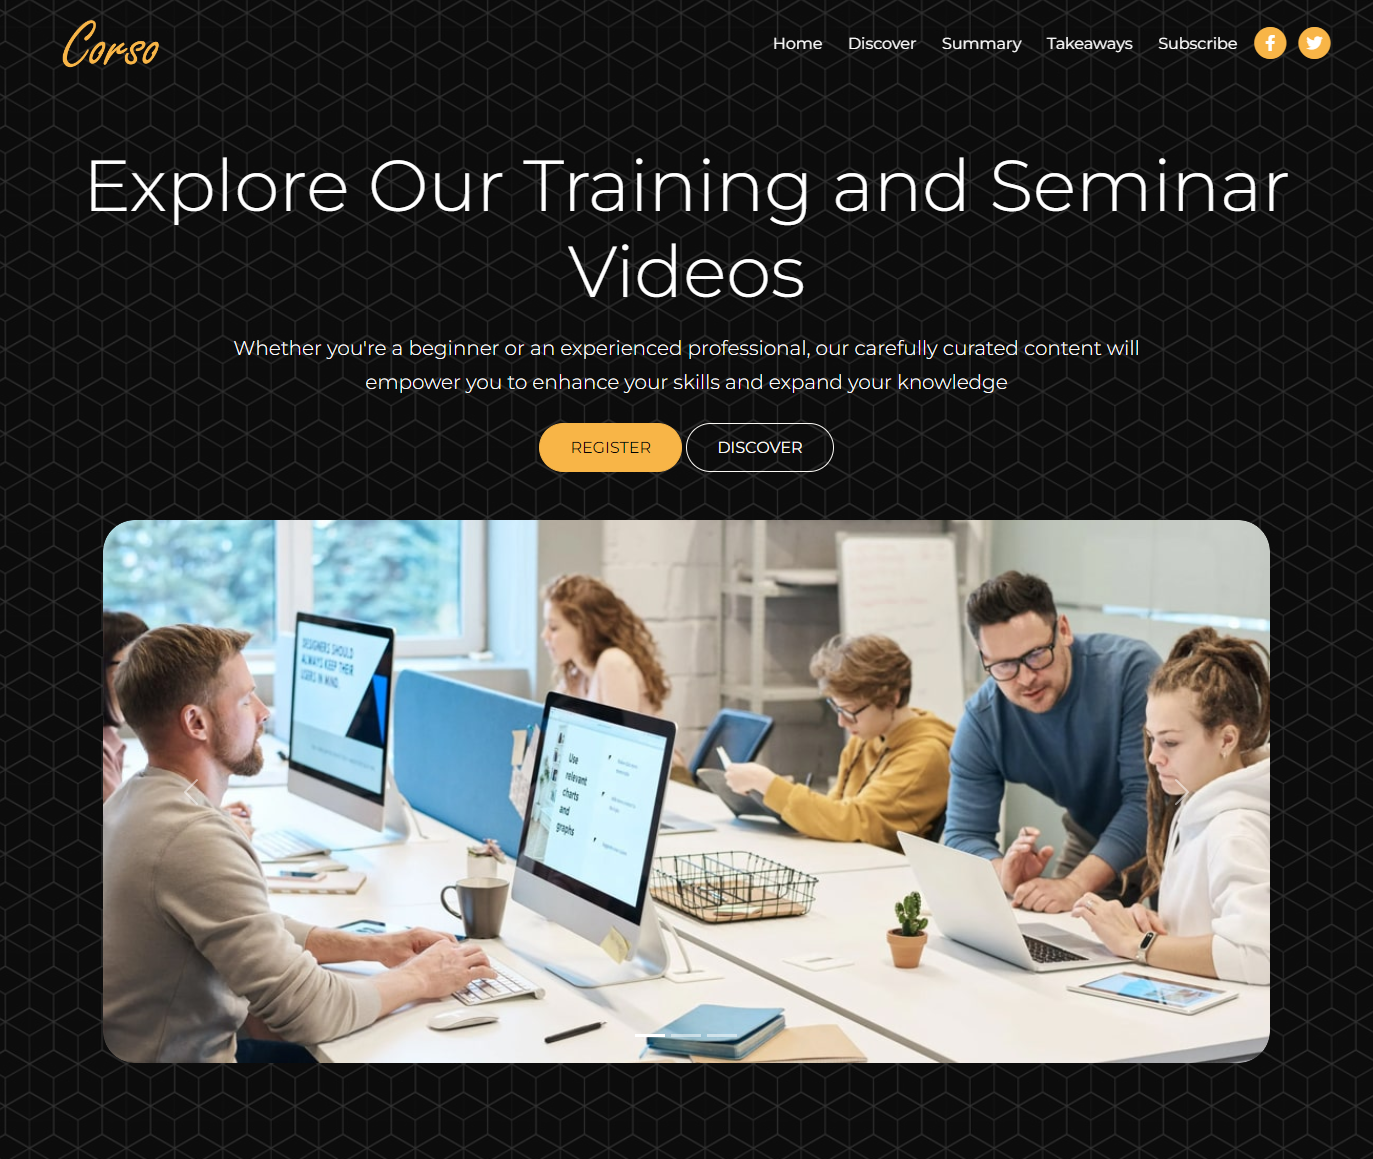 Corso
Home Discover Summary Takeaways Subscribe
Explore Our Training and Seminar
Videos
Whether you're a beginner or an experienced professional, our carefully curated content will
empower you to enhance your skills and expand your knowledge
REGISTER DISCOVER
DESIGNERS SHOULD
ALWAYS KEEP THEIR
USERS IN MIND.
Use
relevant
charts
and
graphs